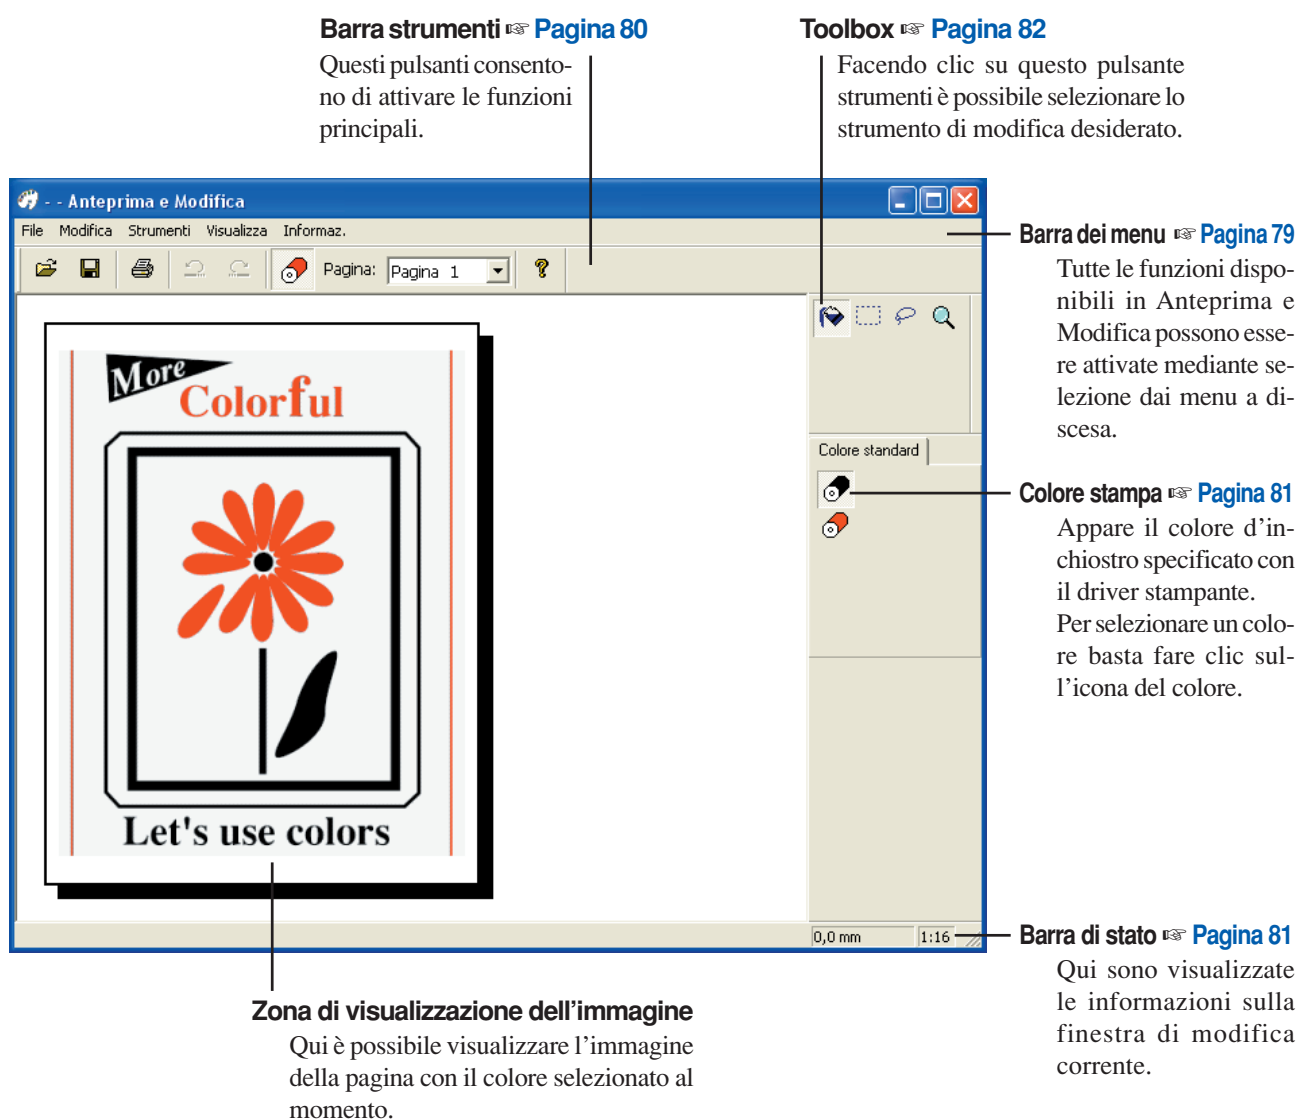 Barra strumenti ☞ Pagina 80
Questi pulsanti consento-
no di attivare le funzioni
principali.
Toolbox ☞ Pagina 82
Facendo clic su questo pulsante
strumenti è possibile selezionare lo
strumento di modifica desiderato.
- - Anteprima e Modifica
File Modifica Strumenti Visualizza Informaz.
Pagina: Pagina 1
More
Colorful
Let's use colors
Colore standard
0,0 mm 1:16
Barra dei menu ☞ Pagina 79
Tutte le funzioni dispo-
nibili in Anteprima e
Modifica possono esse-
re attivate mediante se-
lezione dai menu a di-
scesa.
Colore stampa ☞ Pagina 81
Appare il colore d’in-
chiostro specificato con
il driver stampante.
Per selezionare un colo-
re basta fare clic sul-
l’icona del colore.
Barra di stato ☞ Pagina 81
Qui sono visualizzate
le informazioni sulla
finestra di modifica
corrente.
Zona di visualizzazione dell’immagine
Qui è possibile visualizzare l’immagine
della pagina con il colore selezionato al
momento.